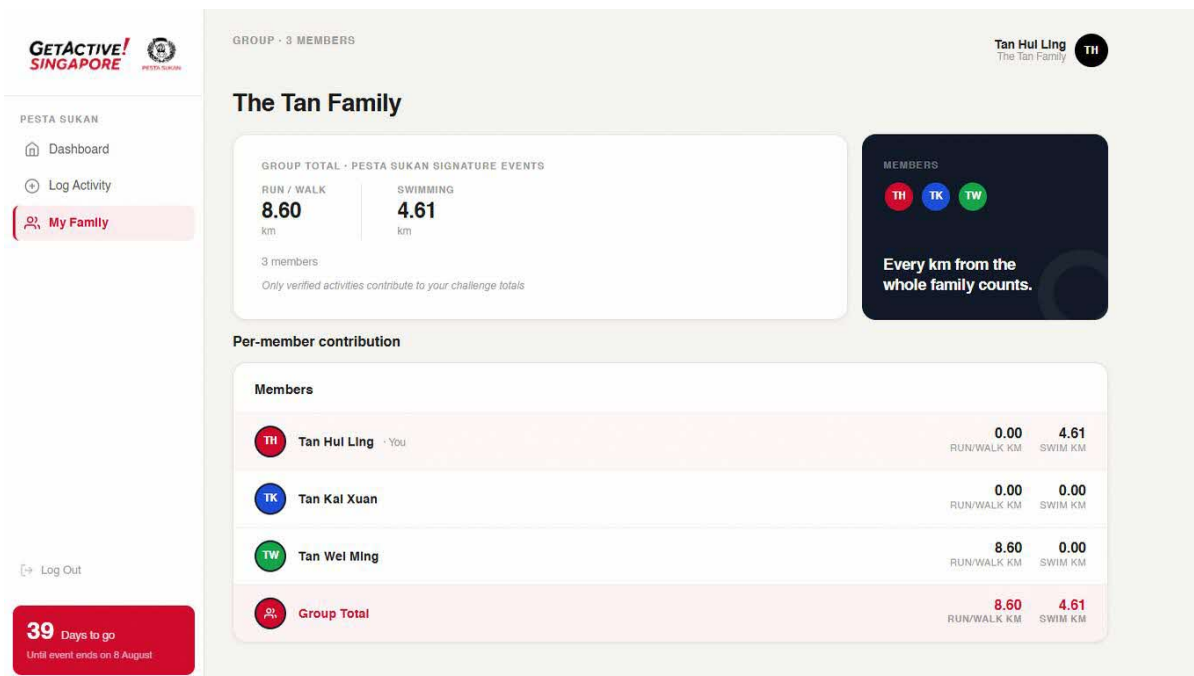 GETACTIVE!
SINGAPORE
PESTA SUKAN
PESTA SUKAN
Dashboard
Log Activity
My Family
Log Out
39 Days to go
Until event ends on 8 August
GROUP · 3 MEMBERS
Tan Hui Ling
The Tan Family
TH
The Tan Family
GROUP TOTAL · PESTA SUKAN SIGNATURE EVENTS
RUN / WALK SWIMMING
8.60 4.61
km km
3 members
Only verified activities contribute to your challenge totals
MEMBERS
TH TK TW
Every km from the
whole family counts.
Per-member contribution
Members
TH Tan Hui Ling · You 0.00 4.61
RUN/WALK KM SWIM KM
TK Tan Kai Xuan 0.00 0.00
RUN/WALK KM SWIM KM
TW Tan Wei Ming 8.60 0.00
RUN/WALK KM SWIM KM
Group Total 8.60 4.61
RUN/WALK KM SWIM KM